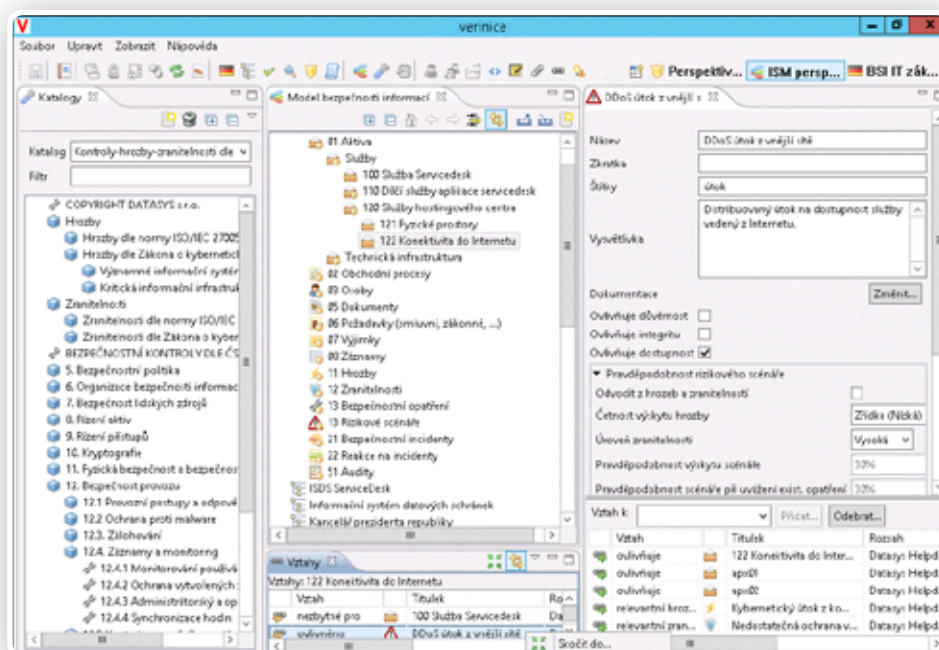 verinice
Soubor Upravit Zobrazit Nápověda
Perspektiv... ISM persp... BSI IT zák...
Katalogy
Katalog Kontroly-hrozby-zranitelnosti dle
Filtr
COPYRIGHT DATASYS s.r.o.
Hrozby
Hrozby dle normy ISO/IEC 27005
Hrozby dle Zákona o kybernetick
Významné informační systém
Kritická informační infrastruk
Zranitelnosti
Zranitelnosti dle normy ISO/IEC
Zranitelnosti dle Zákona o kyber
BEZPEČNOSTNÍ KONTROLY DLE ČS
5. Bezpečnostní politika
6. Organizace bezpečnosti informac
7. Bezpečnost lidských zdrojů
8. Řízení aktiv
9. Řízení přístupů
10. Kryptografie
11. Fyzická bezpečnost a bezpečnos
12. Bezpečnost provozu
12.1 Provozní postupy a odpově
12.2 Ochrana proti malware
12.3. Zálohování
12.4. Záznamy a monitoring
12.4.1 Monitorování použív
12.4.2 Ochrana vytvořených
12.4.3 Administrátorský a op
12.4.4 Synchronizace hodin
Model bezpečnosti informací
01 Aktiva
Služby
100 Služba Servicedesk
110 Dílčí služby aplikace servicedesk
120 Služby hostingového centra
121 Fyzické prostory
122 Konektivita do Internetu
Technická infrastruktura
02 Obchodní procesy
03 Osoby
05 Dokumenty
06 Požadavky (smluvní, zákonné, ...)
07 Výjimky
08 Záznamy
11 Hrozby
12 Zranitelnosti
13 Bezpečnostní opatření
13 Rizikové scénáře
21 Bezpečnostní incidenty
22 Reakce na incidenty
51 Audity
ISDS ServiceDesk
Informační systém datových schránek
Kancelář prezidenta republiky
Vztahy
Vztahy: 122 Konektivita do Internetu
Vztah Titulek Ro
nezbytné pro 100 Služba Servicedesk Da
ovlivněno DDoS útok z vnější sítě Da
DDoS útok z vnější s
Název DDoS útok z vnější sítě
Zkratka
Štítky útok
Vysvětlivka Distribuovaný útok na dostupnost služby
vedený z Internetu.
Dokumentace Změnit...
Ovlivňuje důvěrnost
Ovlivňuje integritu
Ovlivňuje dostupnost
Pravděpodobnost rizikového scénáře
Odvodit z hrozeb a zranitelností
Četnost výskytu hrozby Zřídka (Nízká)
Úroveň zranitelnosti Vysoká
Pravděpodobnost výskytu scénáře 30%
Pravděpodobnost scénáře při uvážení exist. opatření 30%
Vztah k: Přidat... Odebrat...
Vztah Titulek Rozsah
ovlivňuje 122 Konektivita do Inter... Datasys: Helpd
ovlivňuje apx01 Datasys: Helpd
ovlivňuje apx02 Datasys: Helpd
relevantní hroz... Kybernetický útok z ko... Datasys: Helpd
relevantní zran... Nedostatečná ochrana v... Datasys: Helpd
Skočit do...